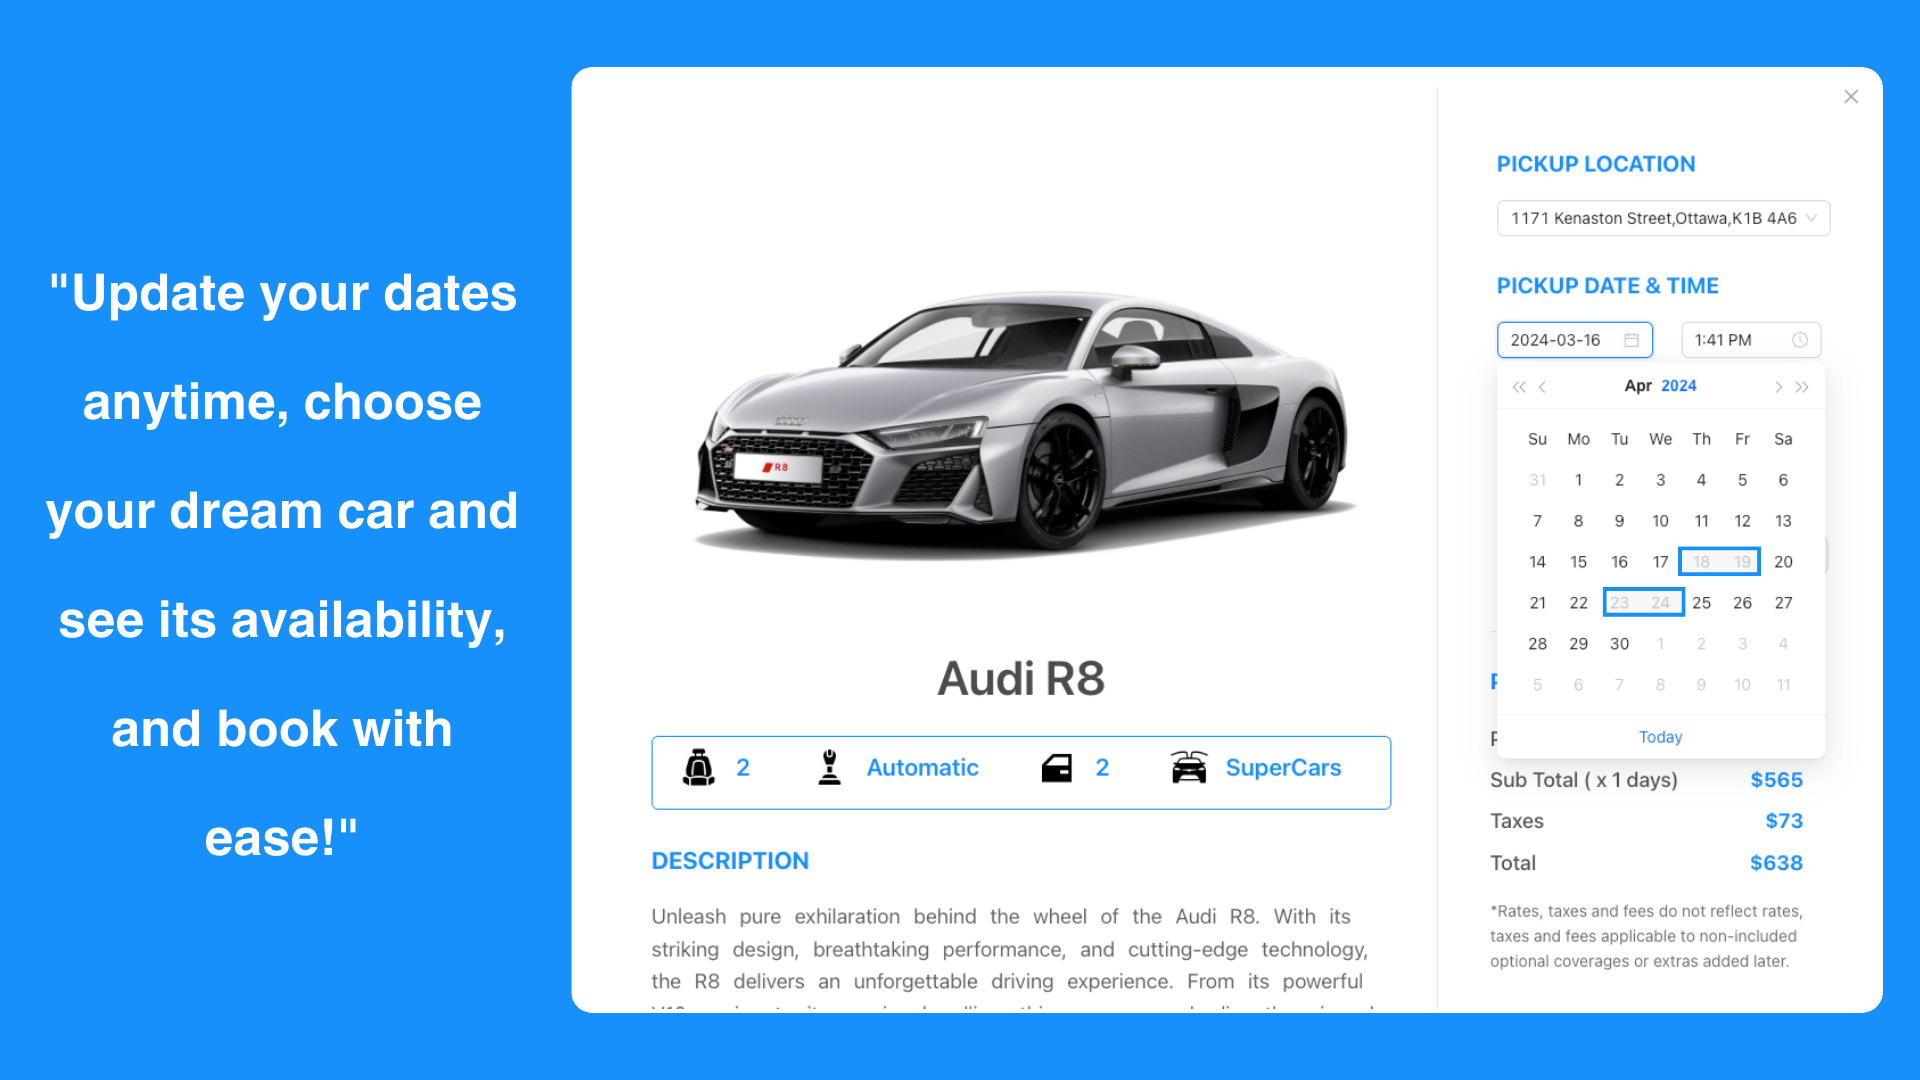 "Update your dates
anytime, choose
your dream car and
see its availability,
and book with
ease!"
R8
Audi R8
2
Automatic
2
SuperCars
DESCRIPTION
Unleash pure exhilaration behind the wheel of the Audi R8. With its
striking design, breathtaking performance, and cutting-edge technology,
the R8 delivers an unforgettable driving experience. From its powerful
PICKUP LOCATION
1171 Kenaston Street,Ottawa,K1B 4A6
PICKUP DATE & TIME
2024-03-16
1:41 PM
Apr 2024
Su Mo Tu We Th Fr Sa
31 1 2 3 4 5 6
7 8 9 10 11 12 13
14 15 16 17 18 19 20
21 22 23 24 25 26 27
28 29 30 1 2 3 4
5 6 7 8 9 10 11
Today
Sub Total ( x 1 days) $565
Taxes $73
Total $638
*Rates, taxes and fees do not reflect rates,
taxes and fees applicable to non-included
optional coverages or extras added later.